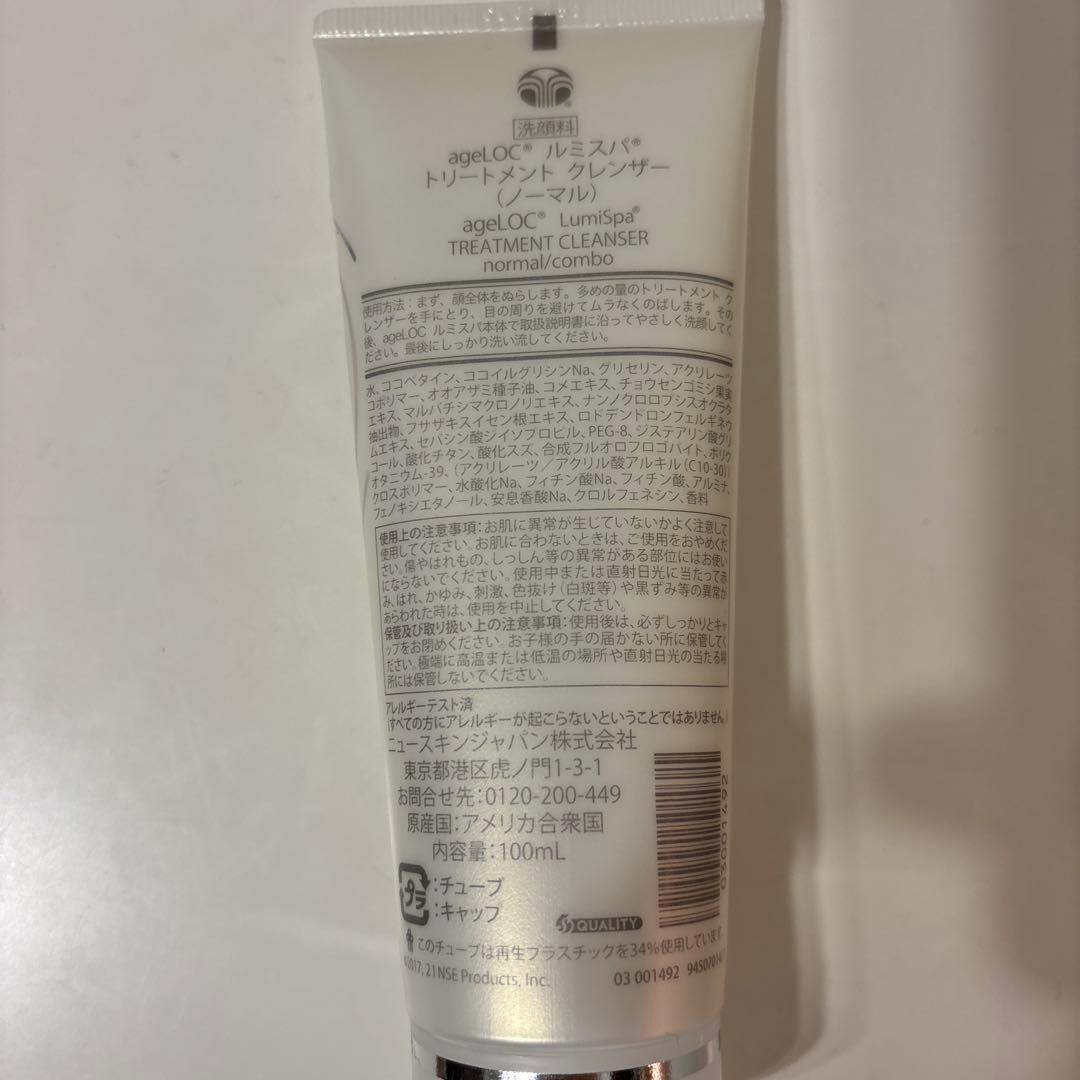 洗顔料
ageLOC® ルミスパ®
トリートメント クレンザー
(ノーマル)
ageLOC® LumiSpa®
TREATMENT CLEANSER
normal/combo
使用方法:まず、顔全体をぬらします。多めの量のトリートメント ク
レンザーを手にとり、目の周りを避けてムラなくのばします。その
後、ageLOC ルミスパ本体で取扱説明書に沿ってやさしく洗顔してく
ださい。最後にしっかり洗い流してください。
水、ココベタイン、ココイルグリシンNa、グリセリン、アクリレーツ
コポリマー、オオアザミ種子油、コメエキス、チョウセンゴミシ果実
エキス、マルバチシマクロノリエキス、ナンノクロロプシスオクラタ
抽出物、フサザキスイセン根エキス、ロドデンドロンフェルギネウ
ムエキス、セバシン酸ジイソプロピル、PEG-8、ジステアリン酸グリ
コール、酸化チタン、酸化スズ、合成フルオロフロゴパイト、ポリク
オタニウム-39、(アクリレーツ/アクリル酸アルキル(C10-30))
クロスポリマー、水酸化Na、フィチン酸Na、フィチン酸、アルミナ、
フェノキシエタノール、安息香酸Na、クロルフェネシン、香料
使用上の注意事項:お肌に異常が生じていないかよく注意して
使用してください。お肌に合わないときは、ご使用をおやめくだ
さい。傷やはれもの、しっしん等の異常がある部位にはお使い
にならないでください。使用中または直射日光に当たって赤
み、はれ、かゆみ、刺激、色抜け(白斑等)や黒ずみ等の異常が
あらわれた時は、使用を中止してください。
保管及び取り扱い上の注意事項:使用後は、必ずしっかりとキャ
ップをお閉めください。お子様の手の届かない所に保管してく
ださい。極端に高温または低温の場所や直射日光の当たる場
所には保管しないでください。
アレルギーテスト済
(すべての方にアレルギーが起こらないということではありません。)
ニュースキンジャパン株式会社
東京都港区虎ノ門1-3-1
お問合せ先:0120-200-449
原産国:アメリカ合衆国
内容量:100mL
03001492
プラ
:チューブ
:キャップ
QUALITY
このチューブは再生プラスチックを34%使用しています。
©2017, 21 NSE Products, Inc.
03 001492